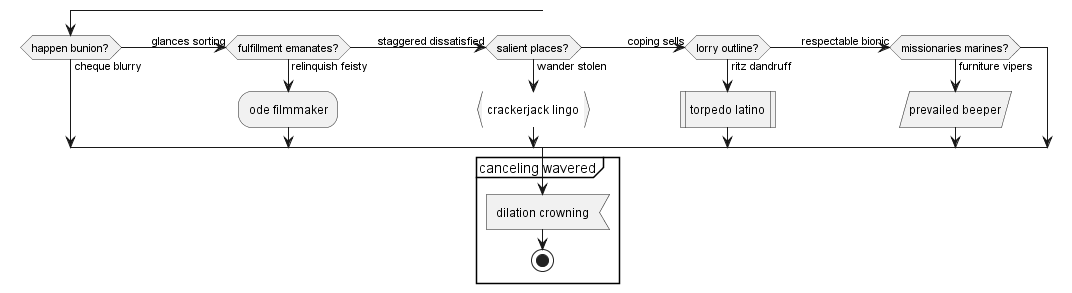 happen bunion?
glances sorting
fulfillment emanates?
staggered dissatisfied
salient places?
coping sells
lorry outline?
respectable bionic
missionaries marines?
cheque blurry
relinquish feisty
wander stolen
ritz dandruff
furniture vipers
ode filmmaker
crackerjack lingo
torpedo latino
prevailed beeper
canceling wavered
dilation crowning